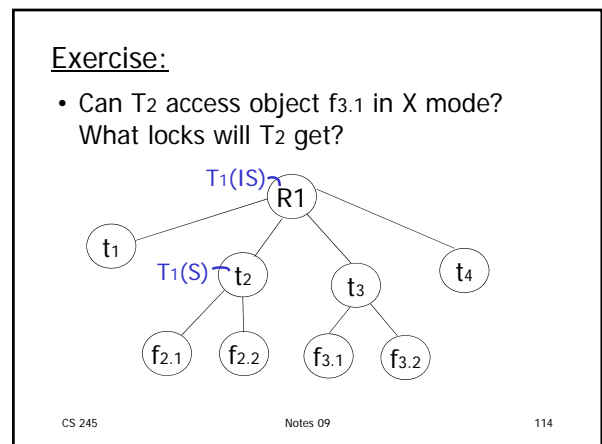 Exercise:
• Can T2 access object f3.1 in X mode?
What locks will T2 get?
T1(IS)
R1
t1
T1(S)
t2
t3
t4
f2.1
f2.2
f3.1
f3.2
CS 245 Notes 09 114